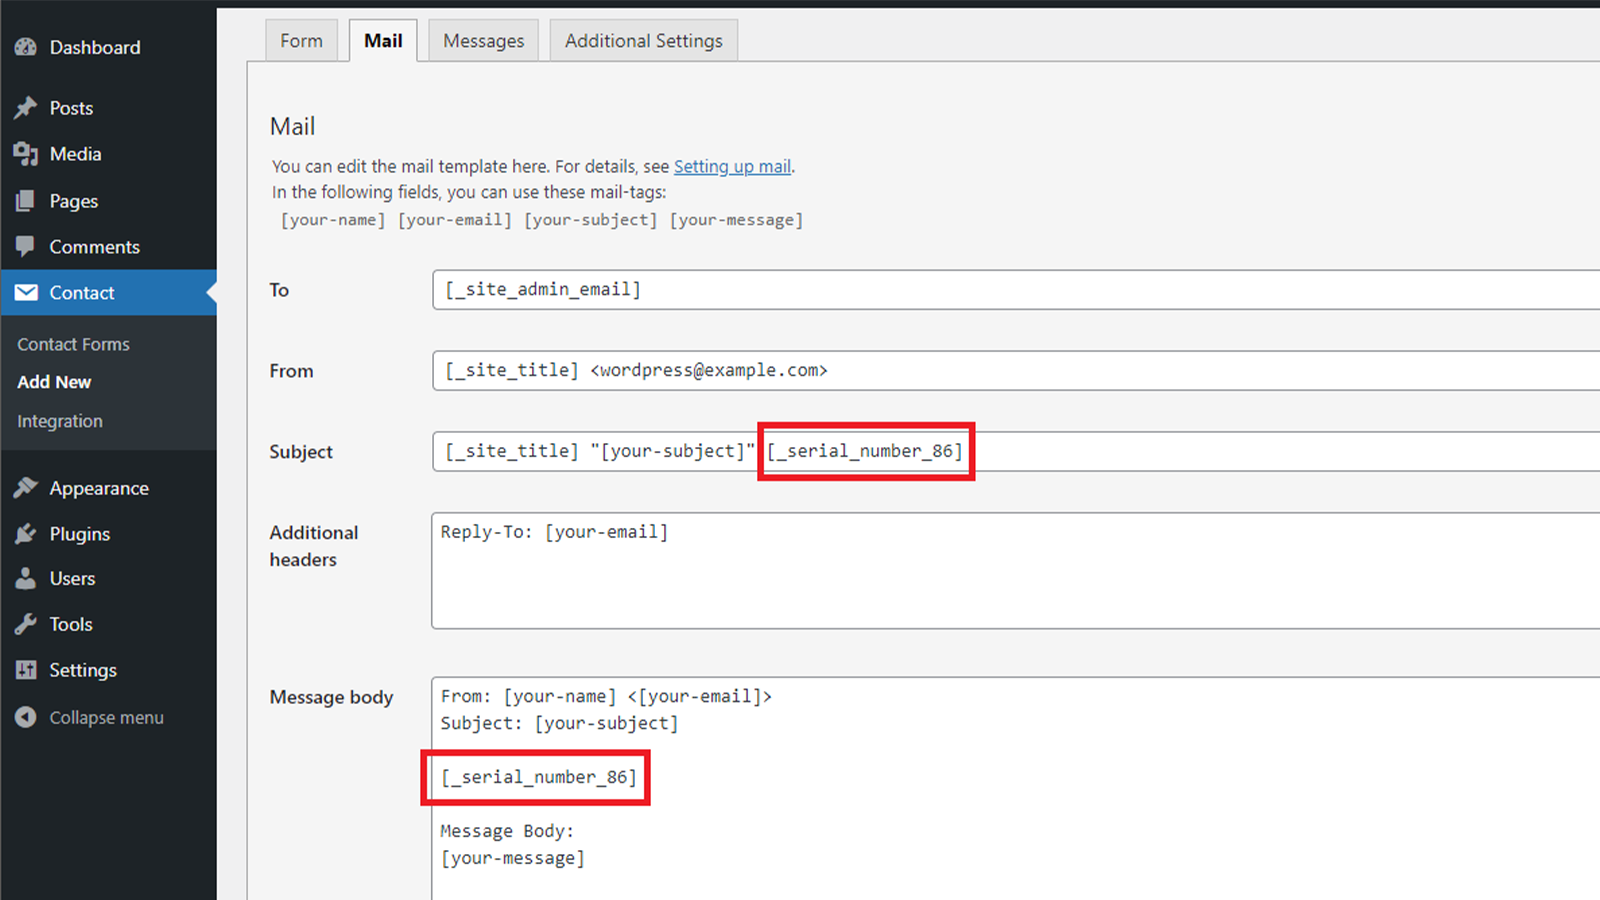 Dashboard
Posts
Media
Pages
Comments
Contact
Contact Forms
Add New
Integration
Appearance
Plugins
Users
Tools
Settings
Collapse menu
Form
Mail
Messages
Additional Settings
Mail
You can edit the mail template here. For details, see Setting up mail.
In the following fields, you can use these mail-tags:
[your-name] [your-email] [your-subject] [your-message]
To
[_site_admin_email]
From
[_site_title] <wordpress@example.com>
Subject
[_site_title] "[your-subject]" [_serial_number_86]
Additional
headers
Reply-To: [your-email]
Message body
From: [your-name] <[your-email]>
Subject: [your-subject]
[_serial_number_86]
Message Body:
[your-message]